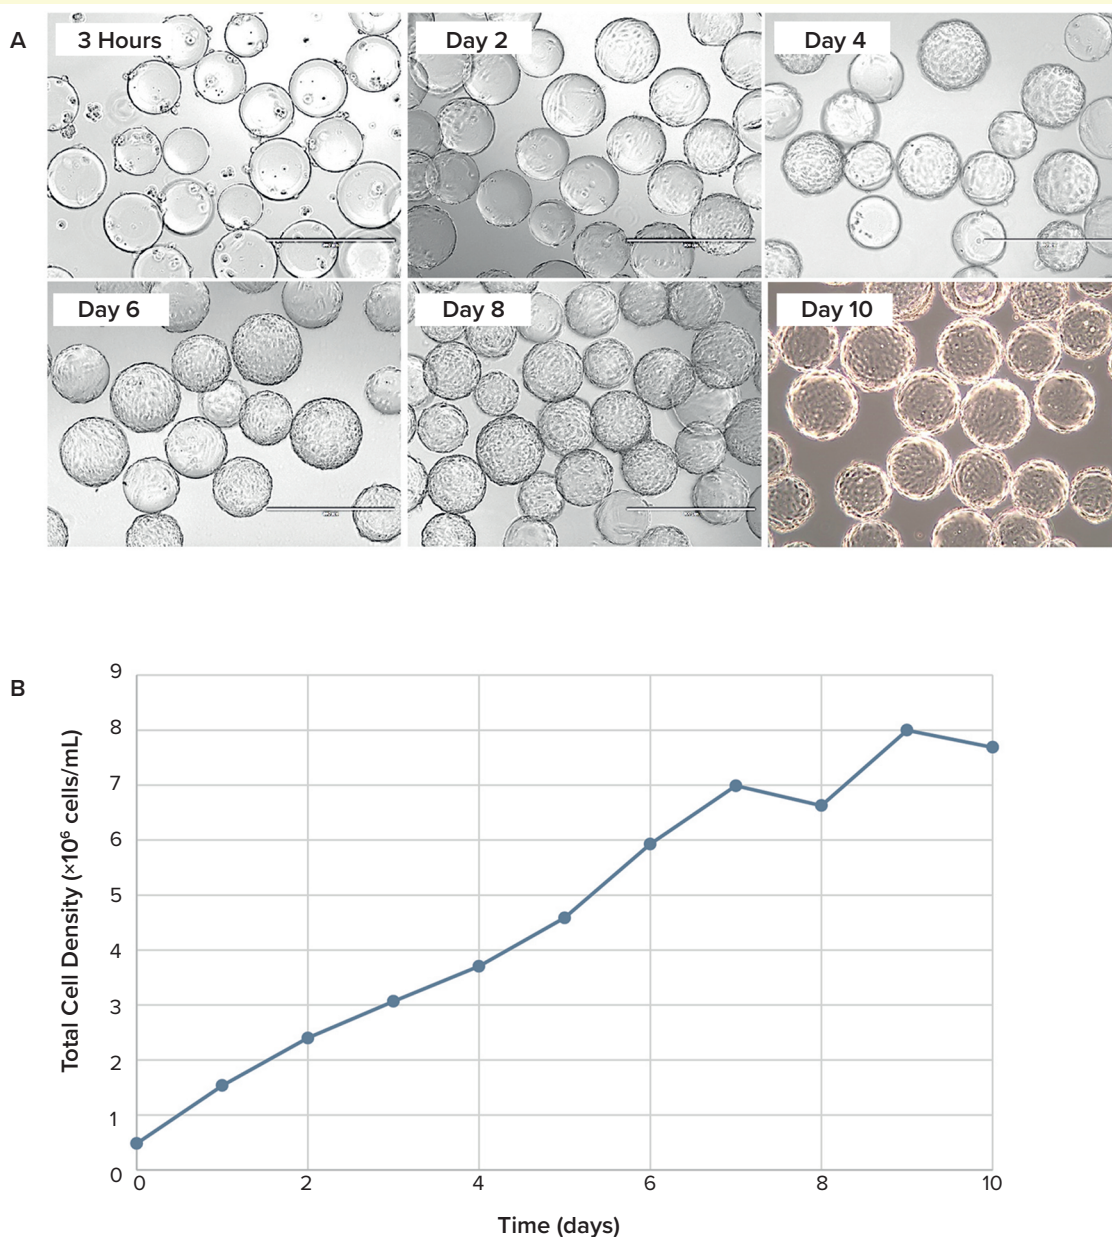 A
3 Hours
Day 2
Day 4
Day 6
Day 8
Day 10
B
Total Cell Density (×10⁶ cells/mL)
9
8
7
6
5
4
3
2
1
0
0 2 4 6 8 10
Time (days)